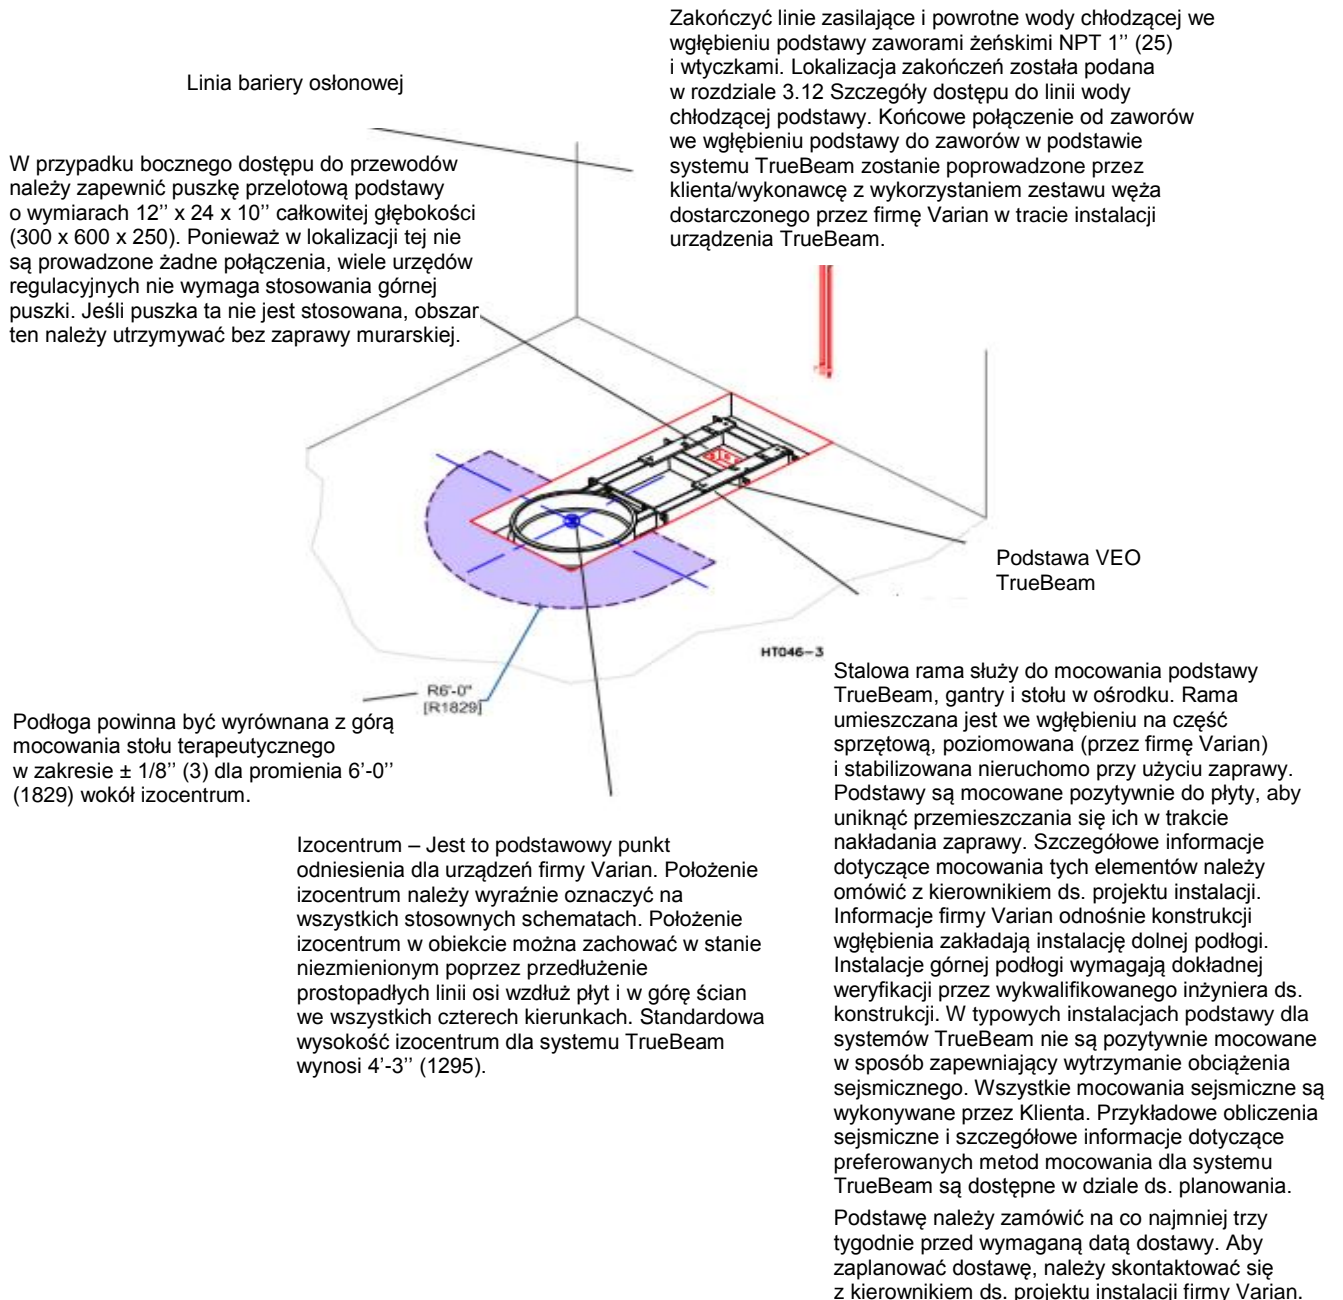 Linia bariery osłonowej
Zakończyć linie zasilające i powrotne wody chłodzącej we
wgłębieniu podstawy zaworami żeńskimi NPT 1’’ (25)
i wtyczkami. Lokalizacja zakończeń została podana
w rozdziale 3.12 Szczegóły dostępu do linii wody
chłodzącej podstawy. Końcowe połączenie od zaworów
we wgłębieniu podstawy do zaworów w podstawie
systemu TrueBeam zostanie poprowadzone przez
klienta/wykonawcę z wykorzystaniem zestawu węża
dostarczonego przez firmę Varian w tracie instalacji
urządzenia TrueBeam.
W przypadku bocznego dostępu do przewodów
należy zapewnić puszkę przelotową podstawy
o wymiarach 12’’ x 24 x 10’’ całkowitej głębokości
(300 x 600 x 250). Ponieważ w lokalizacji tej nie
są prowadzone żadne połączenia, wiele urzędów
regulacyjnych nie wymaga stosowania górnej
puszki. Jeśli puszka ta nie jest stosowana, obszar
ten należy utrzymywać bez zaprawy murarskiej.
Podstawa VEO
TrueBeam
HT046-3
R6'-0"
[R1829]
Podłoga powinna być wyrównana z górą
mocowania stołu terapeutycznego
w zakresie ± 1/8’’ (3) dla promienia 6’-0’’
(1829) wokół izocentrum.
Izocentrum – Jest to podstawowy punkt
odniesienia dla urządzeń firmy Varian. Położenie
izocentrum należy wyraźnie oznaczyć na
wszystkich stosownych schematach. Położenie
izocentrum w obiekcie można zachować w stanie
niezmienionym poprzez przedłużenie
prostopadłych linii osi wzdłuż płyt i w górę ścian
we wszystkich czterech kierunkach. Standardowa
wysokość izocentrum dla systemu TrueBeam
wynosi 4’-3’’ (1295).
Stalowa rama służy do mocowania podstawy
TrueBeam, gantry i stołu w ośrodku. Rama
umieszczana jest we wgłębieniu na część
sprzętową, poziomowana (przez firmę Varian)
i stabilizowana nieruchomo przy użyciu zaprawy.
Podstawy są mocowane pozytywnie do płyty, aby
uniknąć przemieszczania się ich w trakcie
nakładania zaprawy. Szczegółowe informacje
dotyczące mocowania tych elementów należy
omówić z kierownikiem ds. projektu instalacji.
Informacje firmy Varian odnośnie konstrukcji
wgłębienia zakładają instalację dolnej podłogi.
Instalacje górnej podłogi wymagają dokładnej
weryfikacji przez wykwalifikowanego inżyniera ds.
konstrukcji. W typowych instalacjach podstawy dla
systemów TrueBeam nie są pozytywnie mocowane
w sposób zapewniający wytrzymanie obciążenia
sejsmicznego. Wszystkie mocowania sejsmiczne są
wykonywane przez Klienta. Przykładowe obliczenia
sejsmiczne i szczegółowe informacje dotyczące
preferowanych metod mocowania dla systemu
TrueBeam są dostępne w dziale ds. planowania.
Podstawę należy zamówić na co najmniej trzy
tygodnie przed wymaganą datą dostawy. Aby
zaplanować dostawę, należy skontaktować się
z kierownikiem ds. projektu instalacji firmy Varian.